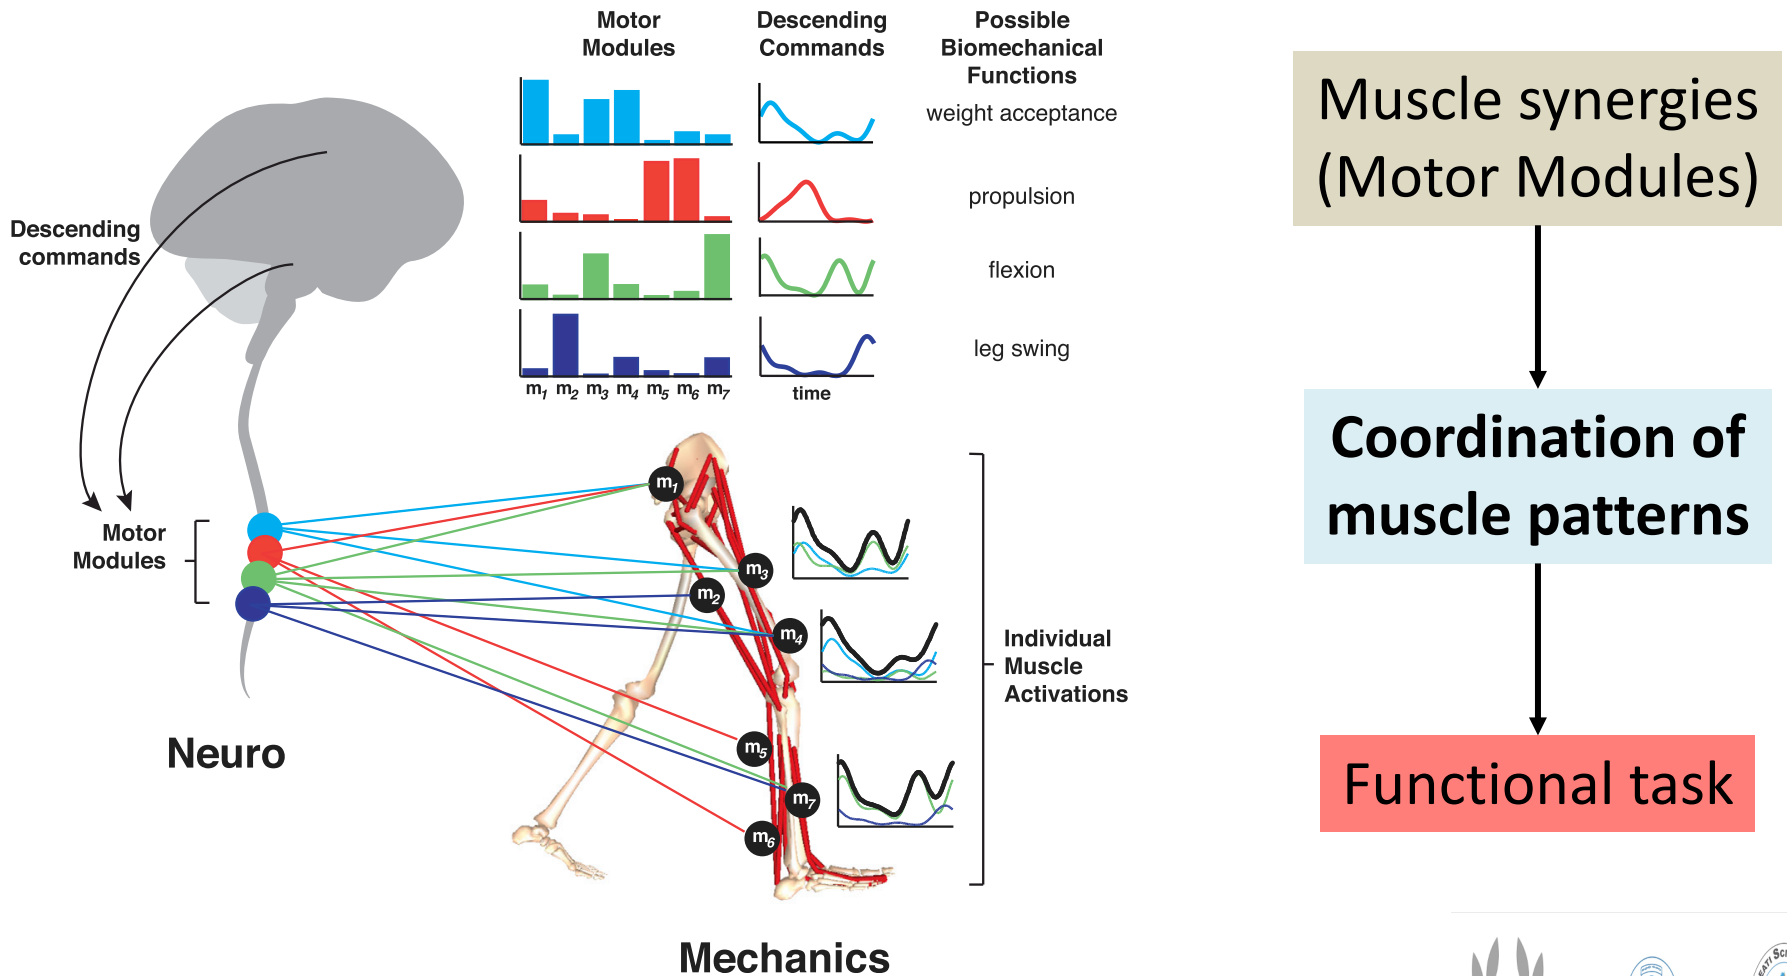 Motor
Modules
Descending
Commands
Possible
Biomechanical
Functions
weight acceptance
propulsion
flexion
leg swing
m1 m2 m3 m4 m5 m6 m7
time
Descending
commands
Motor
Modules
Neuro
m1
m3
m2
m4
m5
m7
m6
Individual
Muscle
Activations
Mechanics
Muscle synergies
(Motor Modules)
Coordination of
muscle patterns
Functional task